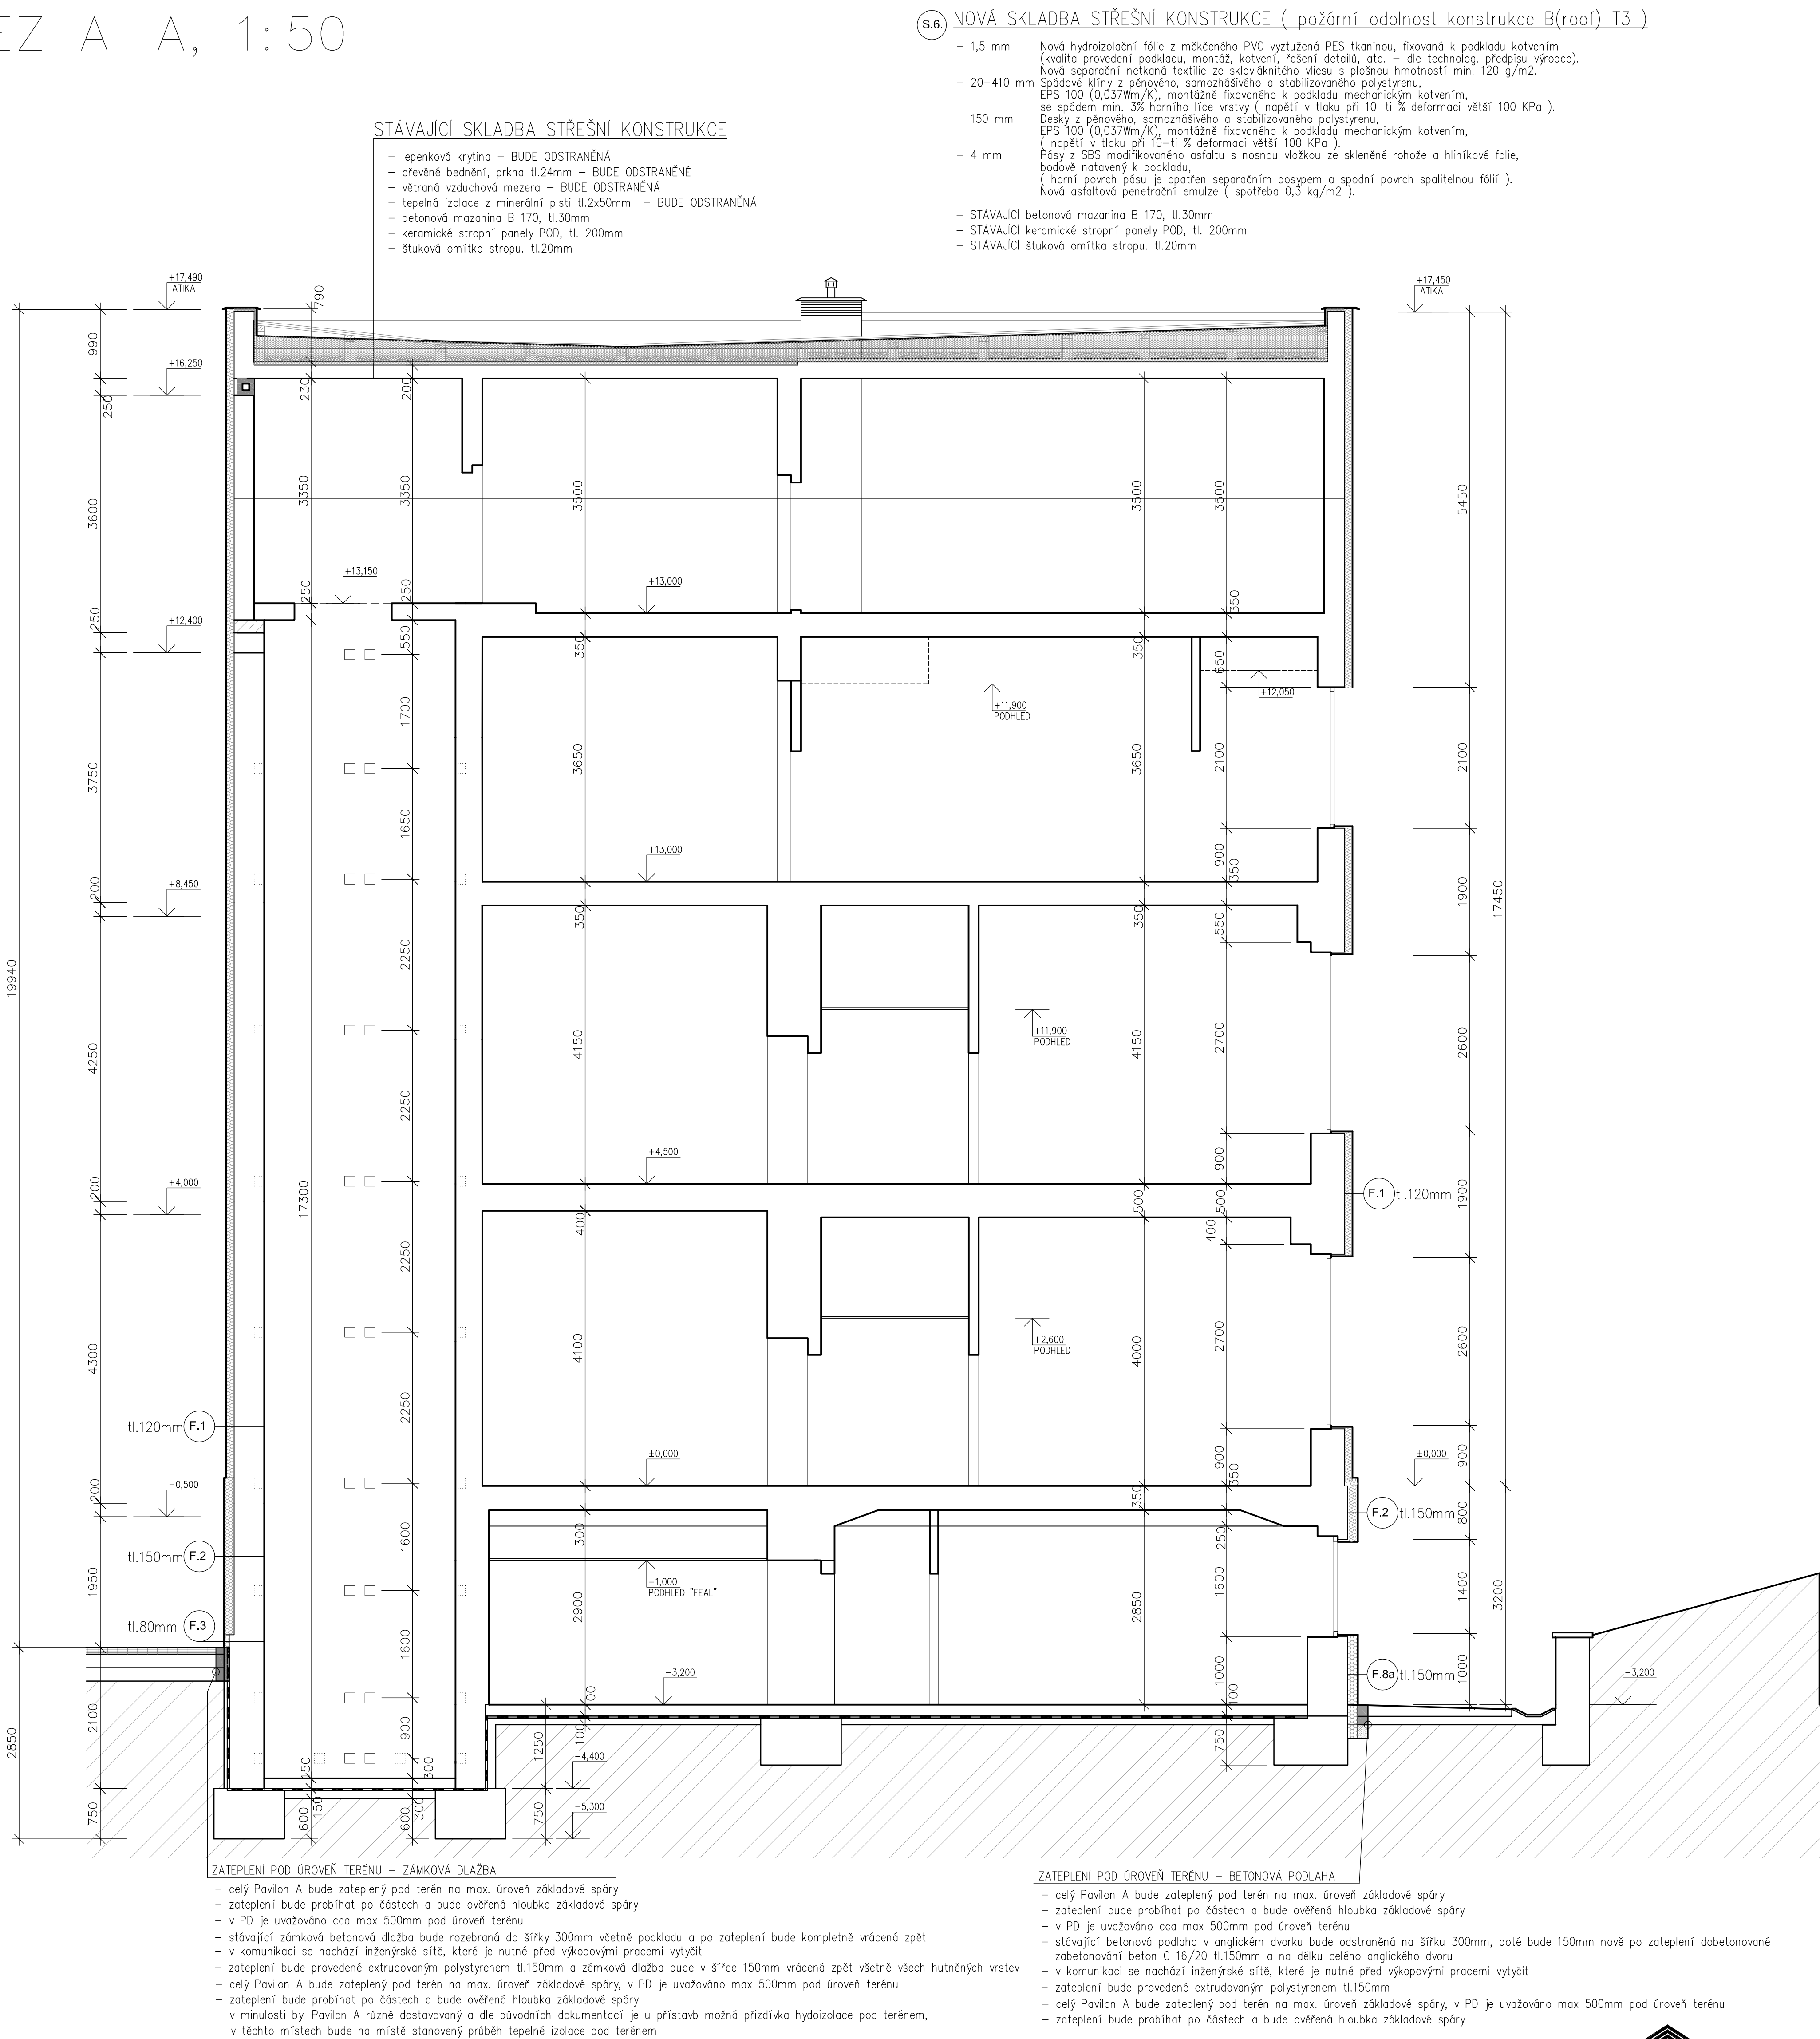 EZ A-A, 1:50
S.6. NOVÁ SKLADBA STŘEŠNÍ KONSTRUKCE ( požární odolnost konstrukce B(roof) T3 )
- 1,5 mm Nová hydroizolační fólie z měkčeného PVC vyztužená PES tkaninou, fixovaná k podkladu kotvením
(kvalita provedení podkladu, montáž, kotvení, řešení detailů, atd. - dle technolog. předpisu výrobce).
Nová separační netkaná textilie ze sklovláknitého vliesu s plošnou hmotností min. 120 g/m2.
- 20-410 mm Spádové klíny z pěnového, samozhášivého a stabilizovaného polystyrenu,
EPS 100 (0,037Wm/K), montážně fixovaného k podkladu mechanickým kotvením,
se spádem min. 3% horního líce vrstvy ( napětí v tlaku při 10-ti % deformaci větší 100 KPa ).
- 150 mm Desky z pěnového, samozhášivého a stabilizovaného polystyrenu,
EPS 100 (0,037Wm/K), montážně fixovaného k podkladu mechanickým kotvením,
( napětí v tlaku při 10-ti % deformaci větší 100 KPa ).
- 4 mm Pásy z SBS modifikovaného asfaltu s nosnou vložkou ze skleněné rohože a hliníkové folie,
bodově natavený k podkladu,
( horní povrch pásu je opatřen separačním posypem a spodní povrch spalitelnou fólií ).
Nová asfaltová penetrační emulze ( spotřeba 0,3 kg/m2 ).
- STÁVAJÍCÍ betonová mazanina B 170, tl.30mm
- STÁVAJÍCÍ keramické stropní panely POD, tl. 200mm
- STÁVAJÍCÍ štuková omítka stropu. tl.20mm
STÁVAJÍCÍ SKLADBA STŘEŠNÍ KONSTRUKCE
- lepenková krytina - BUDE ODSTRANĚNÁ
- dřevěné bednění, prkna tl.24mm - BUDE ODSTRANĚNÉ
- větraná vzduchová mezera - BUDE ODSTRANĚNÁ
- tepelná izolace z minerální plsti tl.2x50mm - BUDE ODSTRANĚNÁ
- betonová mazanina B 170, tl.30mm
- keramické stropní panely POD, tl. 200mm
- štuková omítka stropu. tl.20mm
+17,490
ATIKA
790
+17,450
ATIKA
990
+16,250
250
230
200
3600
3350
3350
3500
3500
3500
5450
+13,150
+13,000
250
250
350
250
+12,400
550
350
350
650
+12,050
+11,900
PODHLED
1700
3750
3650
3650
2100
2100
1650
+13,000
900
350
200
+8,450
350
350
550
1900
17450
2250
19940
4250
4150
+11,900
PODHLED
4150
2700
2600
2250
+4,500
900
200
+4,000
17300
400
500
500
400
F.1 tl.120mm
1900
2250
4300
4100
+2,600
PODHLED
4000
2700
2600
2250
tl.120mm F.1
±0,000
900
350
±0,000
900
200
-0,500
350
F.2 tl.150mm
800
1600
300
250
tl.150mm F.2
1950
-1,000
PODHLED "FEAL"
2900
2850
1600
1400
3200
tl.80mm F.3
1600
-3,200
100
1000
100
F.8a tl.150mm
1000
-3,200
2850
2100
900
1250
100
750
-4,400
150
300
750
600
150
600
300
750
-5,300
ZATEPLENÍ POD ÚROVEŇ TERÉNU - ZÁMKOVÁ DLAŽBA
- celý Pavilon A bude zateplený pod terén na max. úroveň základové spáry
- zateplení bude probíhat po částech a bude ověřená hloubka základové spáry
- v PD je uvažováno cca max 500mm pod úroveň terénu
- stávající zámková betonová dlažba bude rozebraná do šířky 300mm včetně podkladu a po zateplení bude kompletně vrácená zpět
- v komunikaci se nachází inženýrské sítě, které je nutné před výkopovými pracemi vytyčit
- zateplení bude provedené extrudovaným polystyrenem tl.150mm a zámková dlažba bude v šířce 150mm vrácená zpět všetně všech hutněných vrstev
- celý Pavilon A bude zateplený pod terén na max. úroveň základové spáry, v PD je uvažováno max 500mm pod úroveň terénu
- zateplení bude probíhat po částech a bude ověřená hloubka základové spáry
- v minulosti byl Pavilon A různě dostavovaný a dle původních dokumentací je u přístavb možná přizdívka hydoizolace pod terénem,
v těchto místech bude na místě stanovený průběh tepelné izolace pod terénem
ZATEPLENÍ POD ÚROVEŇ TERÉNU - BETONOVÁ PODLAHA
- celý Pavilon A bude zateplený pod terén na max. úroveň základové spáry
- zateplení bude probíhat po částech a bude ověřená hloubka základové spáry
- v PD je uvažováno cca max 500mm pod úroveň terénu
- stávající betonová podlaha v anglickém dvorku bude odstraněná na šířku 300mm, poté bude 150mm nově po zateplení dobetonované
zabetonování beton C 16/20 tl.150mm a na délku celého anglického dvoru
- v komunikaci se nachází inženýrské sítě, které je nutné před výkopovými pracemi vytyčit
- zateplení bude provedené extrudovaným polystyrenem tl.150mm
- celý Pavilon A bude zateplený pod terén na max. úroveň základové spáry, v PD je uvažováno max 500mm pod úroveň terénu
- zateplení bude probíhat po částech a bude ověřená hloubka základové spáry